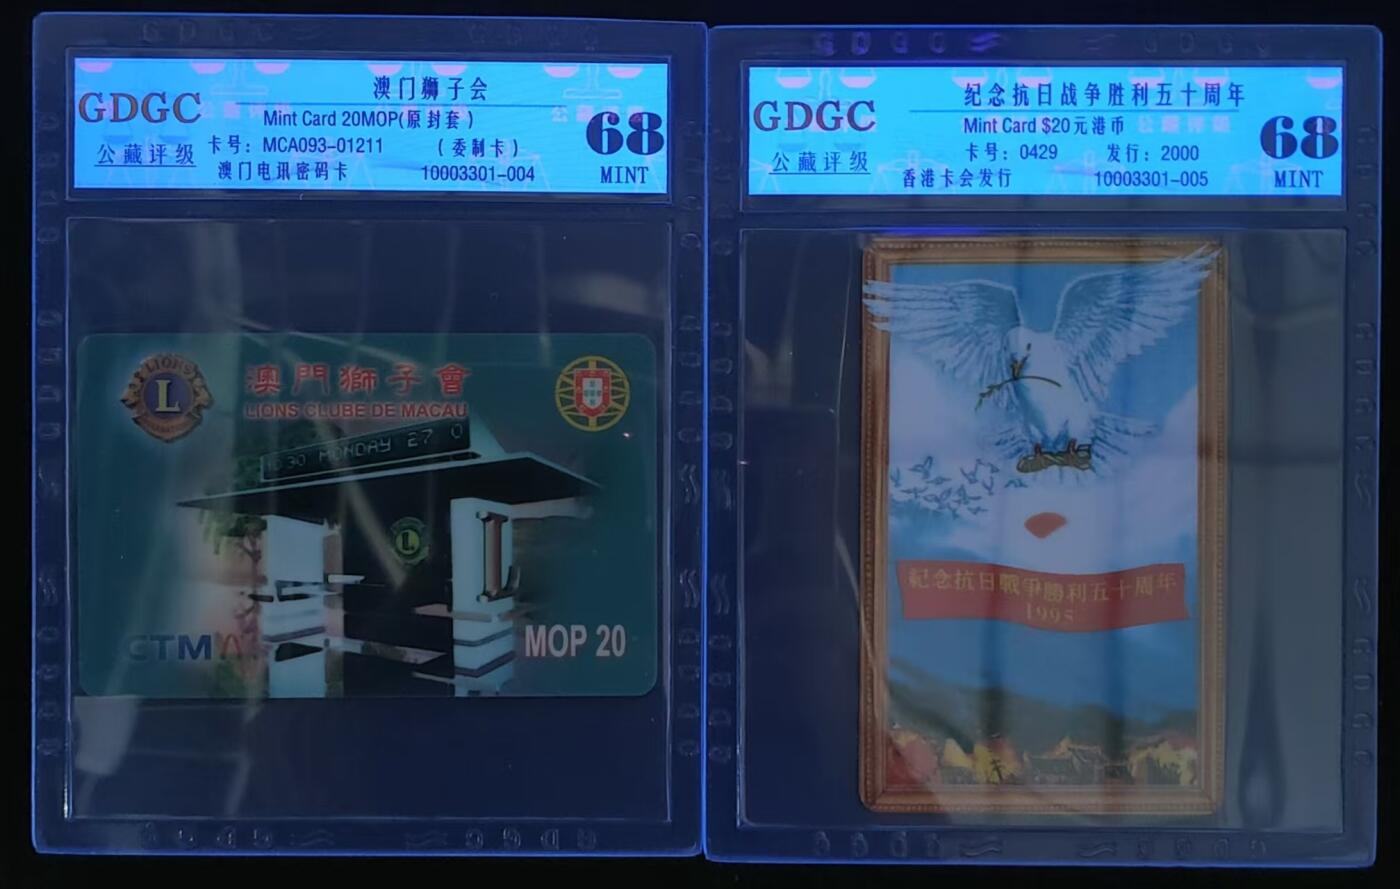 澳门狮子会
GDGC
Mint Card 20MOP(原封套)
68
公藏评级
卡号: MCA093-01211
(委制卡)
澳门电讯密码卡
10003301-004
MINT
LIONS
L
澳門獅子會
LIONS CLUBE DE MACAU
MONDAY 27
L
L
CTM
MOP 20
纪念抗日战争胜利五十周年
GDGC
Mint Card $20元港币
68
公藏评级
卡号: 0429
发行: 2000
香港卡会发行
10003301-005
MINT
紀念抗日戰爭勝利五十周年
1995